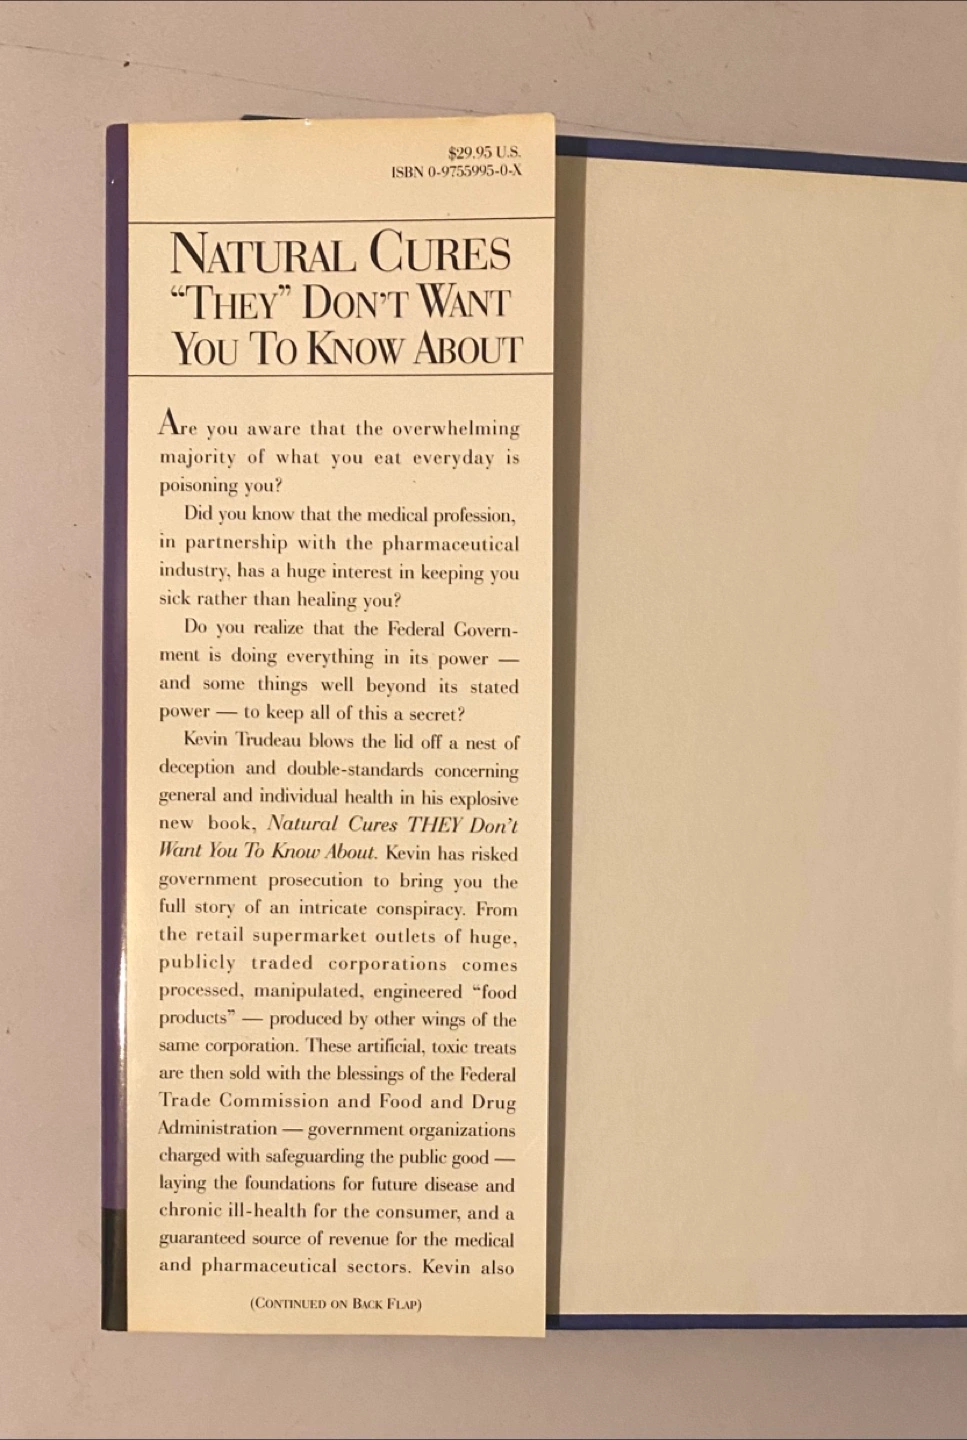 $29.95 U.S.
ISBN 0-9755995-0-X
NATURAL CURES
“THEY” DON’T WANT
YOU TO KNOW ABOUT
Are you aware that the overwhelming
majority of what you eat everyday is
poisoning you?
Did you know that the medical profession,
in partnership with the pharmaceutical
industry, has a huge interest in keeping you
sick rather than healing you?
Do you realize that the Federal Govern-
ment is doing everything in its power —
and some things well beyond its stated
power — to keep all of this a secret?
Kevin Trudeau blows the lid off a nest of
deception and double-standards concerning
general and individual health in his explosive
new book, Natural Cures THEY Don’t
Want You To Know About. Kevin has risked
government prosecution to bring you the
full story of an intricate conspiracy. From
the retail supermarket outlets of huge,
publicly traded corporations comes
processed, manipulated, engineered “food
products” — produced by other wings of the
same corporation. These artificial, toxic treats
are then sold with the blessings of the Federal
Trade Commission and Food and Drug
Administration — government organizations
charged with safeguarding the public good —
laying the foundations for future disease and
chronic ill-health for the consumer, and a
guaranteed source of revenue for the medical
and pharmaceutical sectors. Kevin also
(CONTINUED ON BACK FLAP)